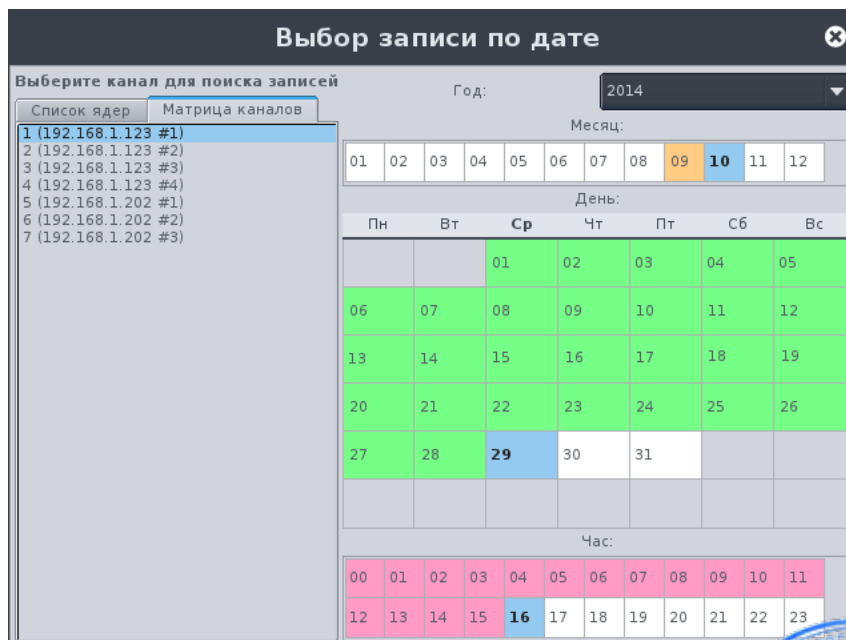 Выбор записи по дате
Выберите канал для поиска записей
Список ядер Матрица каналов
1 (192.168.1.123 #1)
2 (192.168.1.123 #2)
3 (192.168.1.123 #3)
4 (192.168.1.123 #4)
5 (192.168.1.202 #1)
6 (192.168.1.202 #2)
7 (192.168.1.202 #3)
Год: 2014
Месяц:
01 02 03 04 05 06 07 08 09 10 11 12
День:
Пн Вт Ср Чт Пт Сб Вс
01 02 03 04 05
06 07 08 09 10 11 12
13 14 15 16 17 18 19
20 21 22 23 24 25 26
27 28 29 30 31
Час:
00 01 02 03 04 05 06 07 08 09 10 11
12 13 14 15 16 17 18 19 20 21 22 23